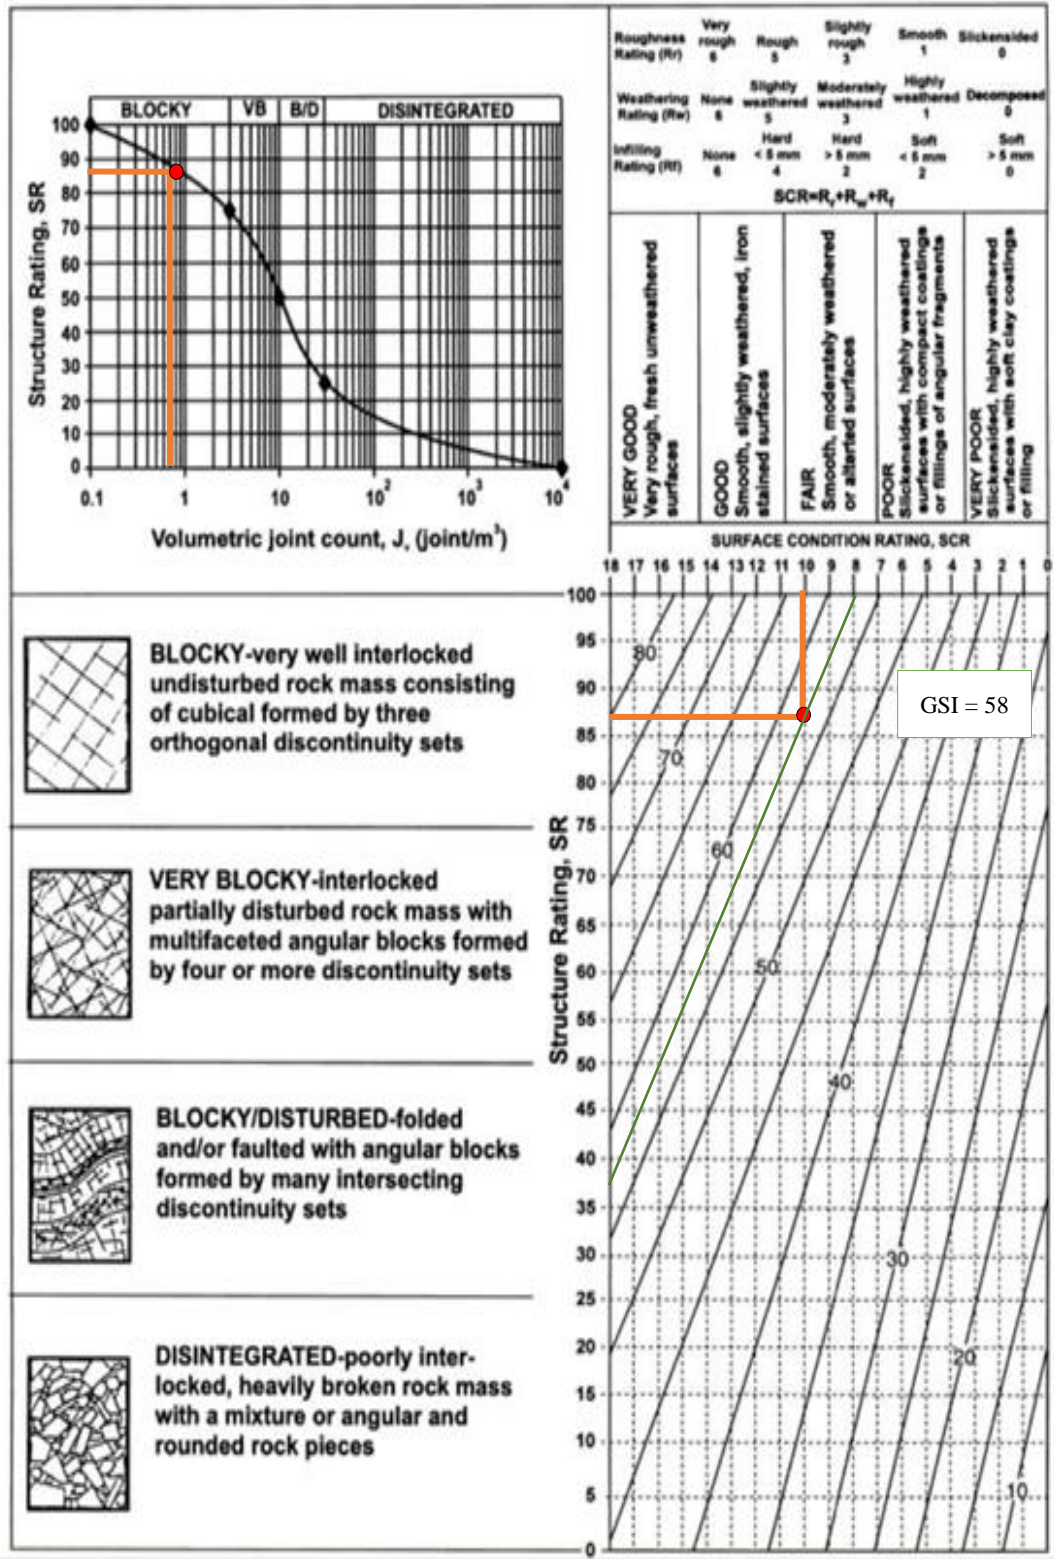 Roughness Rating (Rr)
Very rough 6
Rough 5
Slightly rough 3
Smooth 1
Slickensided 0
Weathering Rating (Rw)
None 6
Slightly weathered 5
Moderately weathered 3
Highly weathered 1
Decomposed 0
Infilling Rating (Rf)
None 6
Hard < 5 mm 4
Hard > 5 mm 2
Soft < 5 mm 2
Soft > 5 mm 0
SCR=Rr+Rw+Rf
BLOCKY VB B/D DISINTEGRATED
100
90
80
70
60
50
40
30
20
10
0
Structure Rating, SR
0.1 1 10 10² 10³ 10⁴
Volumetric joint count, Jv (joint/m³)
VERY GOOD
Very rough, fresh unweathered
surfaces
GOOD
Smooth, slightly weathered, iron
stained surfaces
FAIR
Smooth, moderately weathered
or alterted surfaces
POOR
Slickensided, highly weathered
surfaces with compact coatings
or fillings of angular fragments
VERY POOR
Slickensided, highly weathered
surfaces with soft clay coatings
or filling
SURFACE CONDITION RATING, SCR
18 17 16 15 14 13 12 11 10 9 8 7 6 5 4 3 2 1 0
100
95
90
85
80
75
70
65
60
55
50
45
40
35
30
25
20
15
10
5
0
Structure Rating, SR
80
70
60
50
40
30
20
10
GSI = 58
BLOCKY-very well interlocked
undisturbed rock mass consisting
of cubical formed by three
orthogonal discontinuity sets
VERY BLOCKY-interlocked
partially disturbed rock mass with
multifaceted angular blocks formed
by four or more discontinuity sets
BLOCKY/DISTURBED-folded
and/or faulted with angular blocks
formed by many intersecting
discontinuity sets
DISINTEGRATED-poorly inter-
locked, heavily broken rock mass
with a mixture or angular and
rounded rock pieces